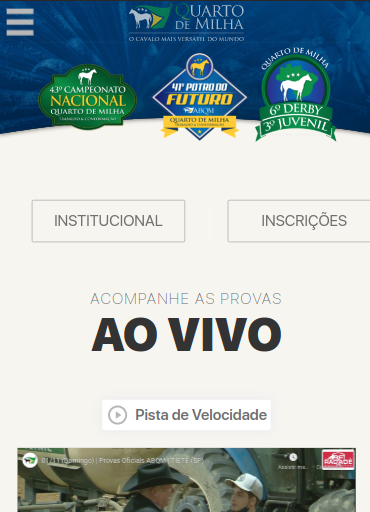 QUARTO
DE MILHA
O CAVALO MAIS VERSÁTIL DO MUNDO
43º CAMPEONATO
NACIONAL
QUARTO DE MILHA
TRABALHO & CONFORMAÇÃO
41º POTRO DO
FUTURO
ABQM
QUARTO DE MILHA
TRABALHO & CONFORMAÇÃO
QUARTO DE MILHA
6º DERBY
3º JUVENIL
INSTITUCIONAL
INSCRIÇÕES
ACOMPANHE AS PROVAS
AO VIVO
Pista de Velocidade
(Domingo) | Provas Oficiais ABQM | TIETÊ (SP)
Assistir ma...